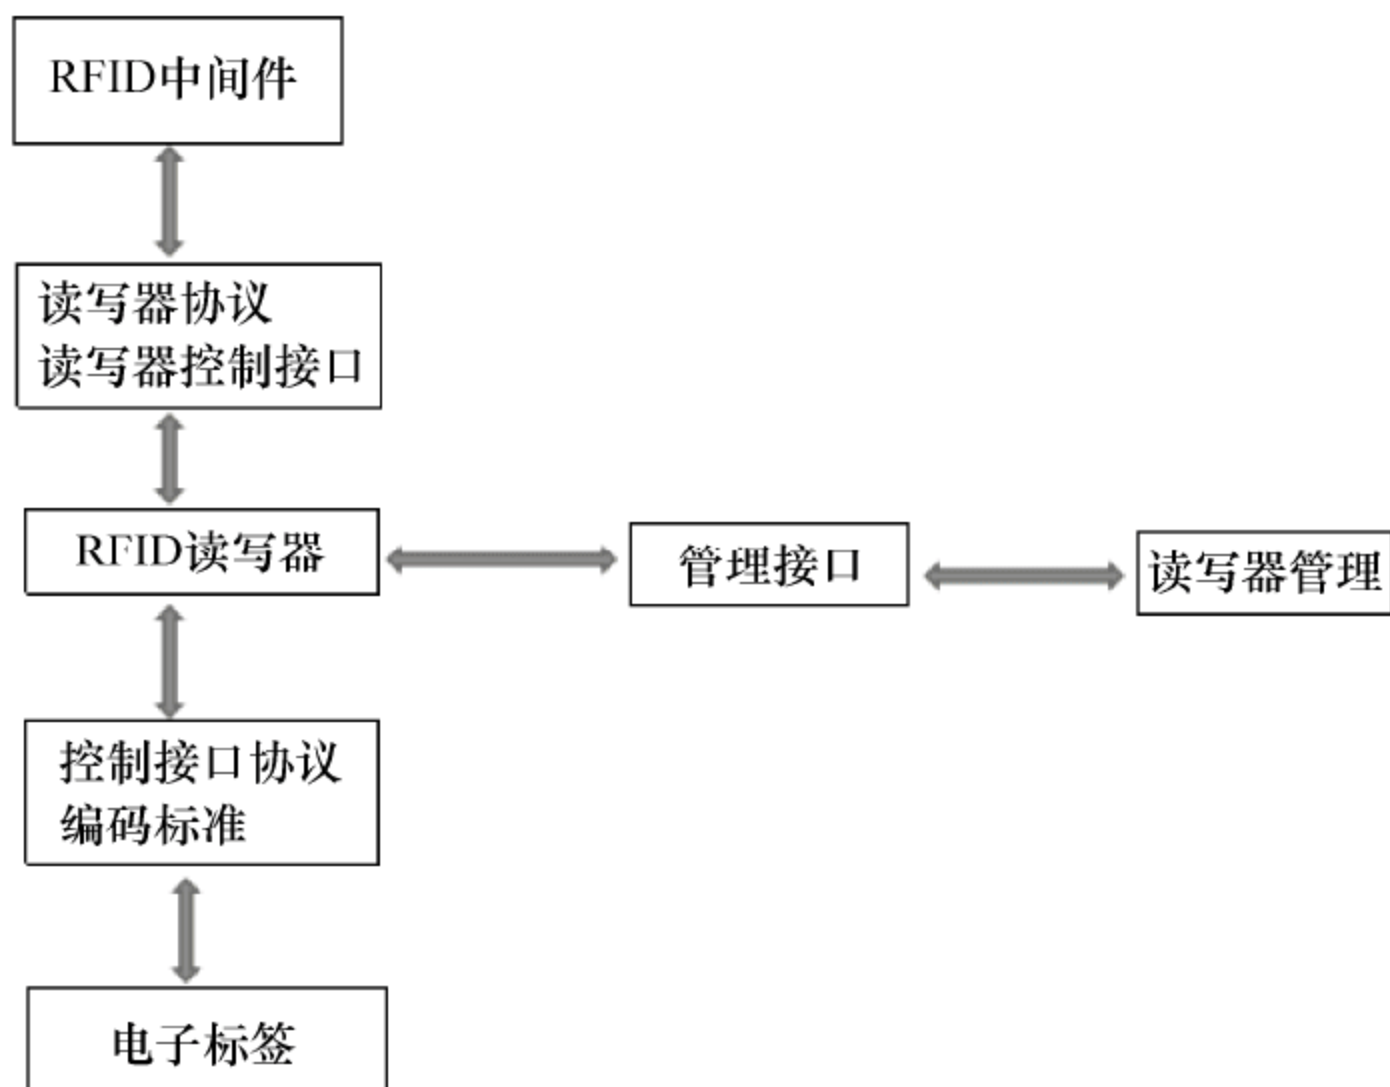 RFID中间件
读写器协议
读写器控制接口
RFID读写器
管理接口
读写器管理
控制接口协议
编码标准
电子标签